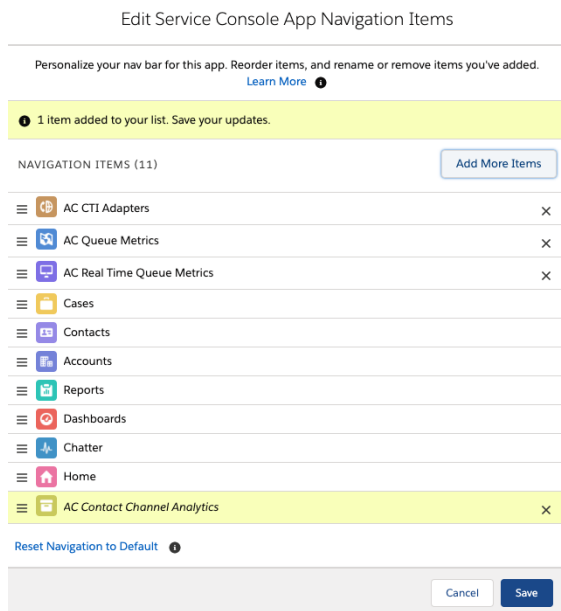 Edit Service Console App Navigation Items
Personalize your nav bar for this app. Reorder items, and rename or remove items you've added.
Learn More
1 item added to your list. Save your updates.
NAVIGATION ITEMS (11)
Add More Items
AC CTI Adapters
AC Queue Metrics
AC Real Time Queue Metrics
Cases
Contacts
Accounts
Reports
Dashboards
Chatter
Home
AC Contact Channel Analytics
Reset Navigation to Default
Cancel
Save